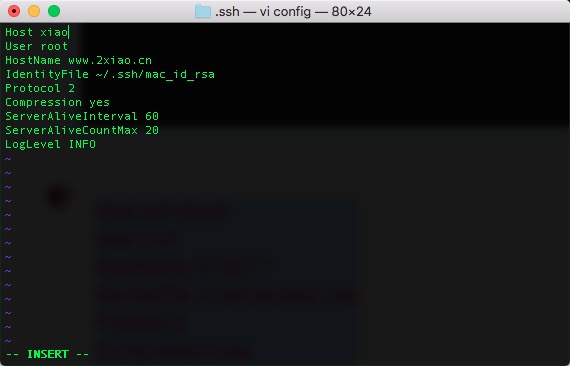 .ssh — vi config — 80×24
Host xiao
User root
HostName www.2xiao.cn
IdentityFile ~/.ssh/mac_id_rsa
Protocol 2
Compression yes
ServerAliveInterval 60
ServerAliveCountMax 20
LogLevel INFO
~
~
~
~
~
~
~
~
~
~
~
~
~
~
-- INSERT --